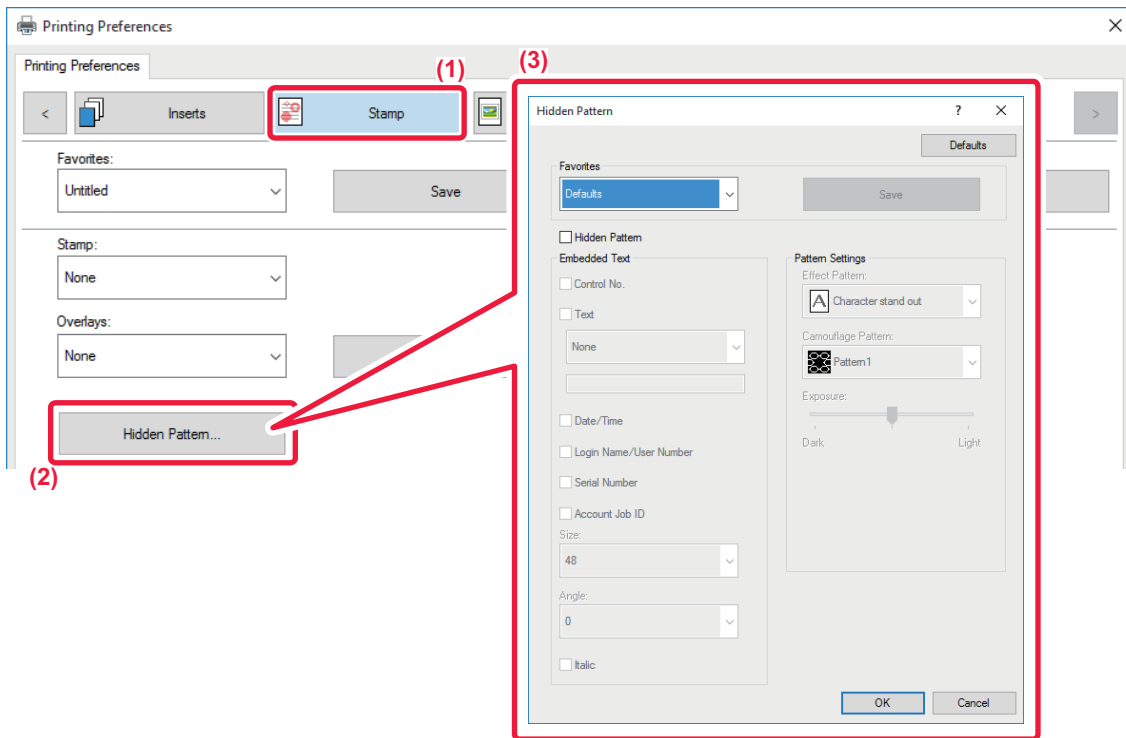 Printing Preferences
Printing Preferences
(1)
(3)
<
Inserts
Stamp
>
Favorites:
Untitled
Save
Stamp:
None
Overlays:
None
Hidden Pattern...
(2)
Hidden Pattern
?
Defaults
Favorites
Defaults
Save
Hidden Pattern
Embedded Text
Control No.
Text
None
Date/Time
Login Name/User Number
Serial Number
Account Job ID
Size:
48
Angle:
0
Italic
Pattern Settings
Effect Pattern:
A Character stand out
Camouflage Pattern:
Pattern1
Exposure:
Dark Light
OK Cancel